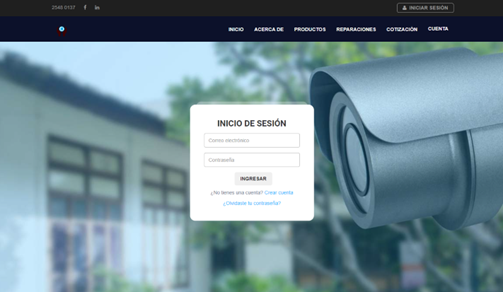 2540 0137
INICIAR SESIÓN
INICIO ACERCA DE PRODUCTOS REPARACIONES COTIZACIÓN CUENTA
INICIO DE SESIÓN
Correo electrónico
Contraseña
INGRESAR
¿No tienes una cuenta? Crear cuenta
¿Olvidaste tu contraseña?